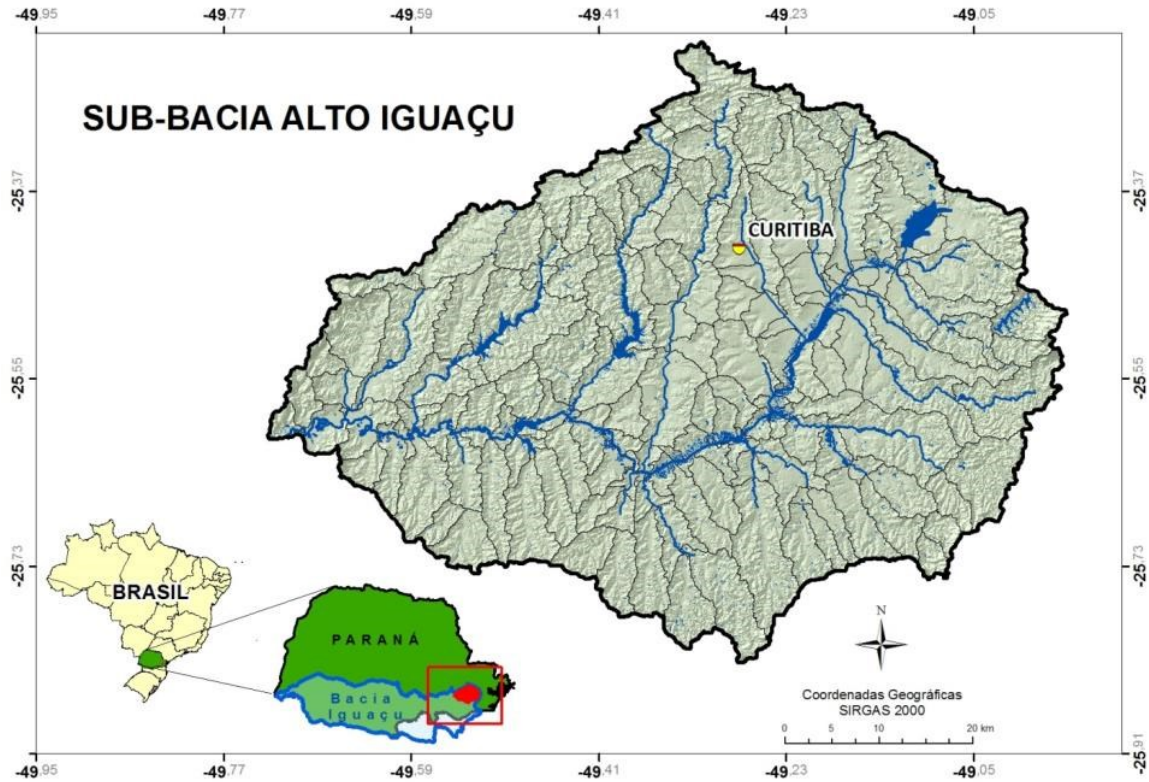 -49.95 -49.77 -49.59 -49.41 -49.23 -49.05
SUB-BACIA ALTO IGUAÇU
-25.37 -25.37
CURITIBA
-25.55 -25.55
-25.73 -25.73
BRASIL
PARANÁ
Bacia
Iguaçu
N
Coordenadas Geográficas
SIRGAS 2000
0 5 10 20 km
-25.91
-49.95 -49.77 -49.59 -49.41 -49.23 -49.05